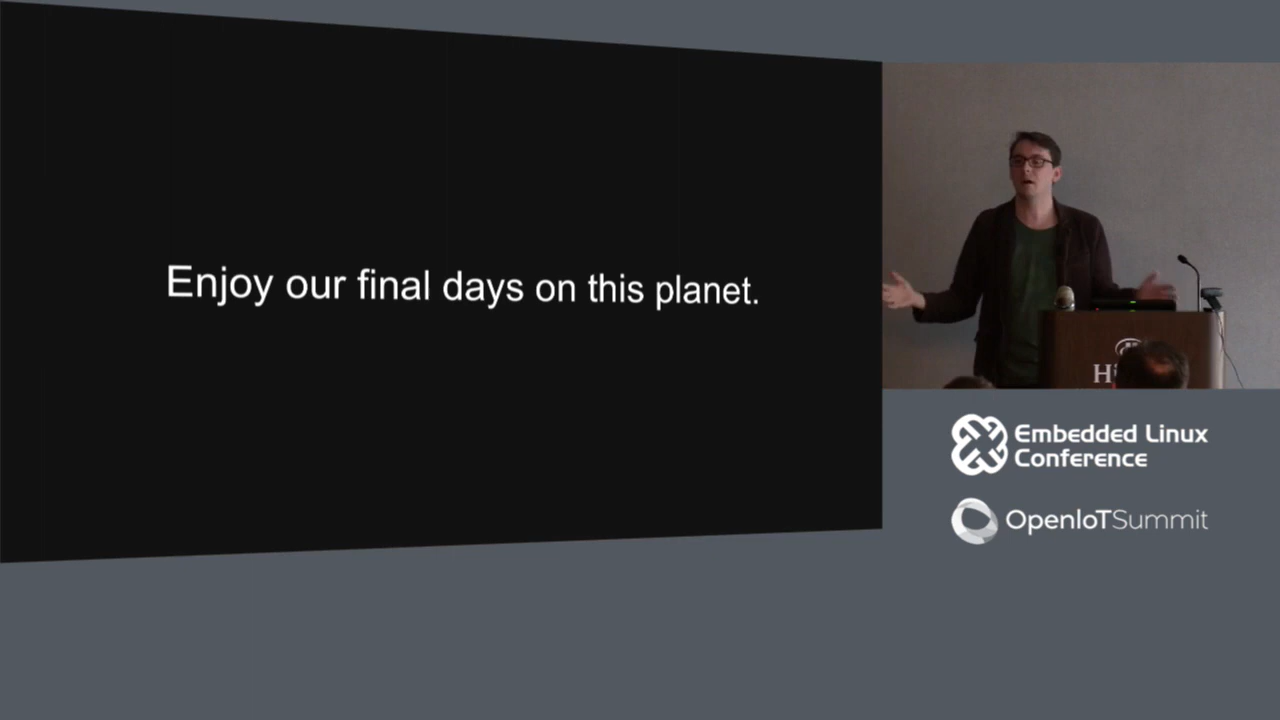 Enjoy our final days on this planet.
Embedded Linux
Conference
OpenIoTSummit